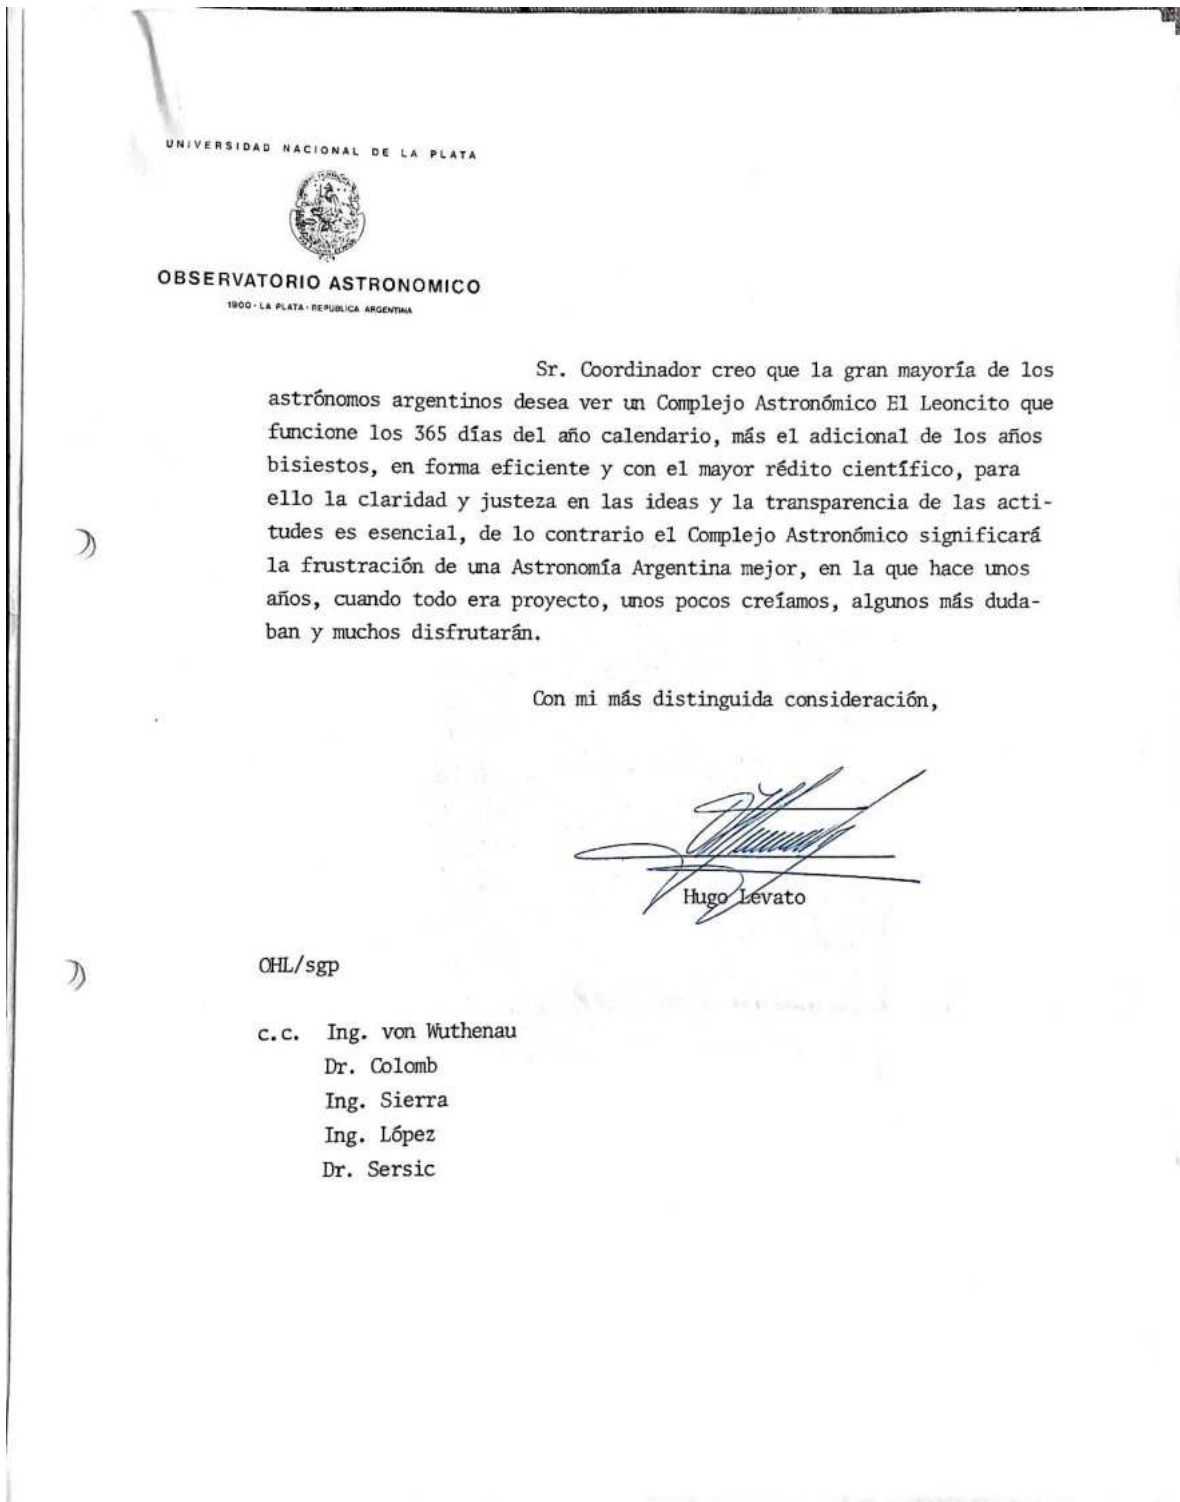 UNIVERSIDAD NACIONAL DE LA PLATA
OBSERVATORIO ASTRONOMICO
1900 - LA PLATA - REPUBLICA ARGENTINA
Sr. Coordinador creo que la gran mayoría de los
astrónomos argentinos desea ver un Complejo Astronómico El Leoncito que
funcione los 365 días del año calendario, más el adicional de los años
bisiestos, en forma eficiente y con el mayor rédito científico, para
ello la claridad y justeza en las ideas y la transparencia de las acti-
tudes es esencial, de lo contrario el Complejo Astronómico significará
la frustración de una Astronomía Argentina mejor, en la que hace unos
años, cuando todo era proyecto, unos pocos creíamos, algunos más duda-
ban y muchos disfrutarán.
Con mi más distinguida consideración,
Hugo Levato
OHL/sgp
c.c. Ing. von Wuthenau
Dr. Colomb
Ing. Sierra
Ing. López
Dr. Sersic